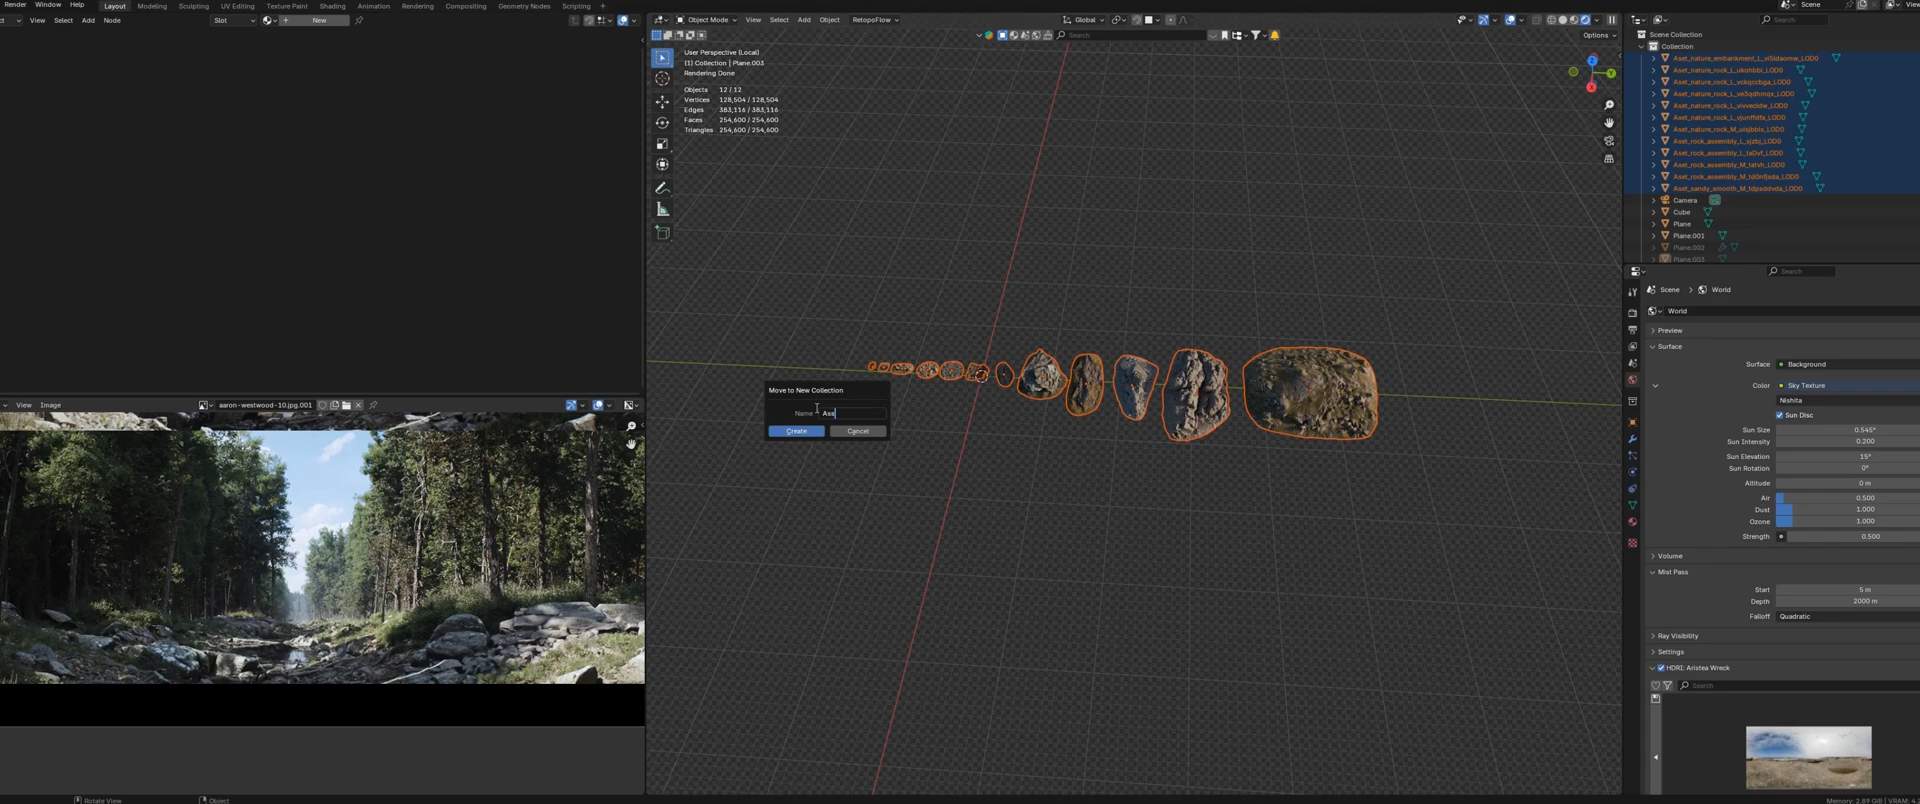 Render Window Help Layout Modeling Sculpting UV Editing Texture Paint Shading Animation Rendering Compositing Geometry Nodes Scripting + Scene
View Select Add Node Slot New
Object Mode View Select Add Object RetopoFlow Global Search
Search Options
User Perspective (Local)
(1) Collection | Plane.003
Rendering Done
Objects 12 / 12
Vertices 128,504 / 128,504
Edges 383,116 / 383,116
Faces 254,600 / 254,600
Triangles 254,600 / 254,600
Scene Collection
Collection
Camera
Cube
Plane
Plane.001
Plane.002
Plane.003
Search
Scene > World
World
Preview
Surface
Surface Background
Color Sky Texture
Nishita
Sun Disc
Sun Size 0.545°
Sun Intensity 0.200
Sun Elevation 15°
Sun Rotation 0°
Altitude 0 m
Air 0.500
Dust 1.000
Ozone 1.000
Strength 0.500
Volume
Mist Pass
Start 5 m
Depth 2000 m
Falloff Quadratic
Ray Visibility
Settings
HDRI: Aristea Wreck
Search
Move to New Collection
Name Ass
Create Cancel
View Image aaron-westwood-10.jpg.001
Rotate View Object